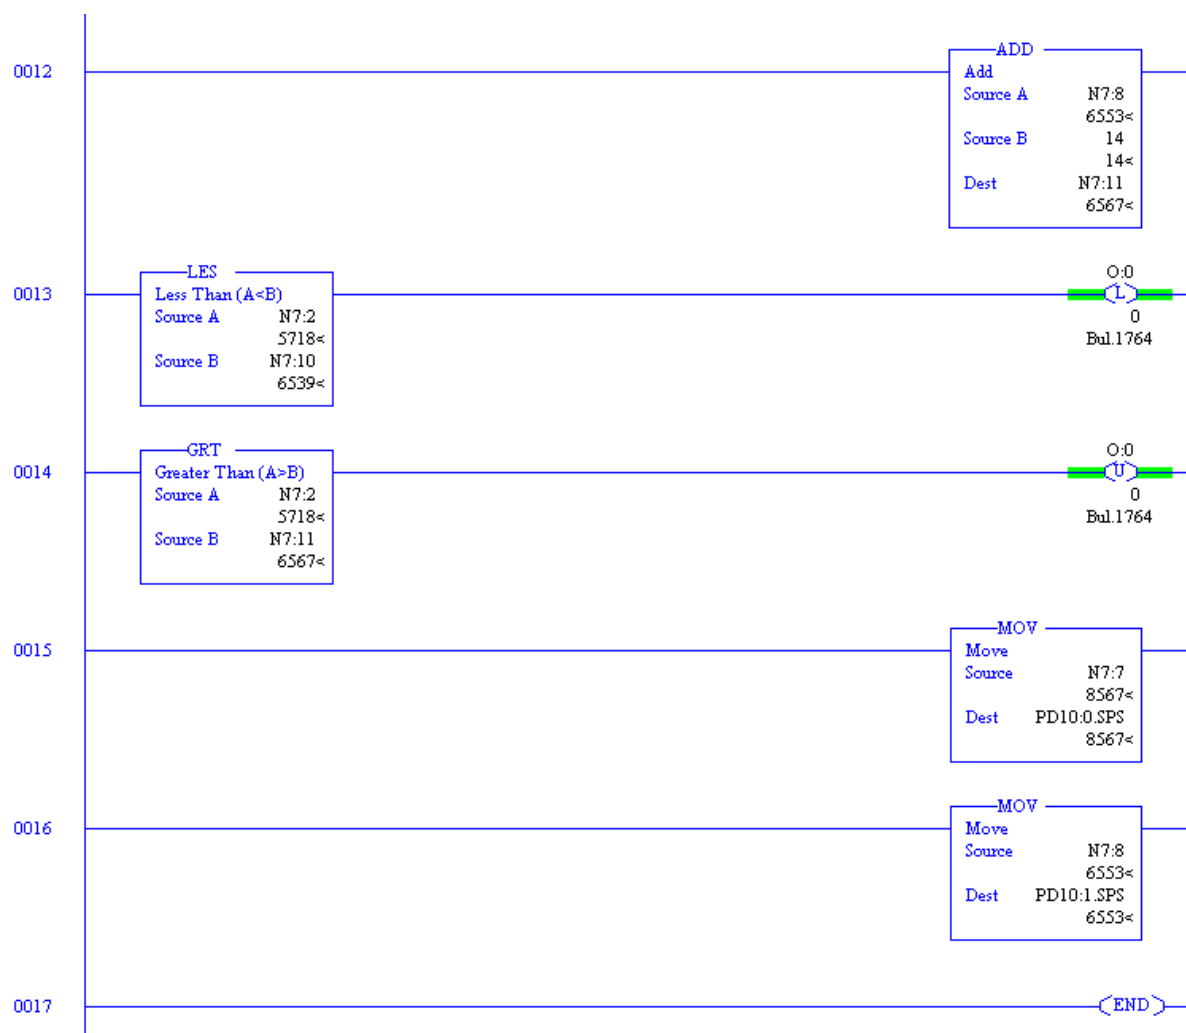 0012
ADD
Add
Source A N7:8
6553<
Source B 14
14<
Dest N7:11
6567<
0013
LES
Less Than (A<B)
Source A N7:2
5718<
Source B N7:10
6539<
O:0
L
0
Bul.1764
0014
GRT
Greater Than (A>B)
Source A N7:2
5718<
Source B N7:11
6567<
O:0
U
0
Bul.1764
0015
MOV
Move
Source N7:7
8567<
Dest PD10:0.SPS
8567<
0016
MOV
Move
Source N7:8
6553<
Dest PD10:1.SPS
6553<
0017
END